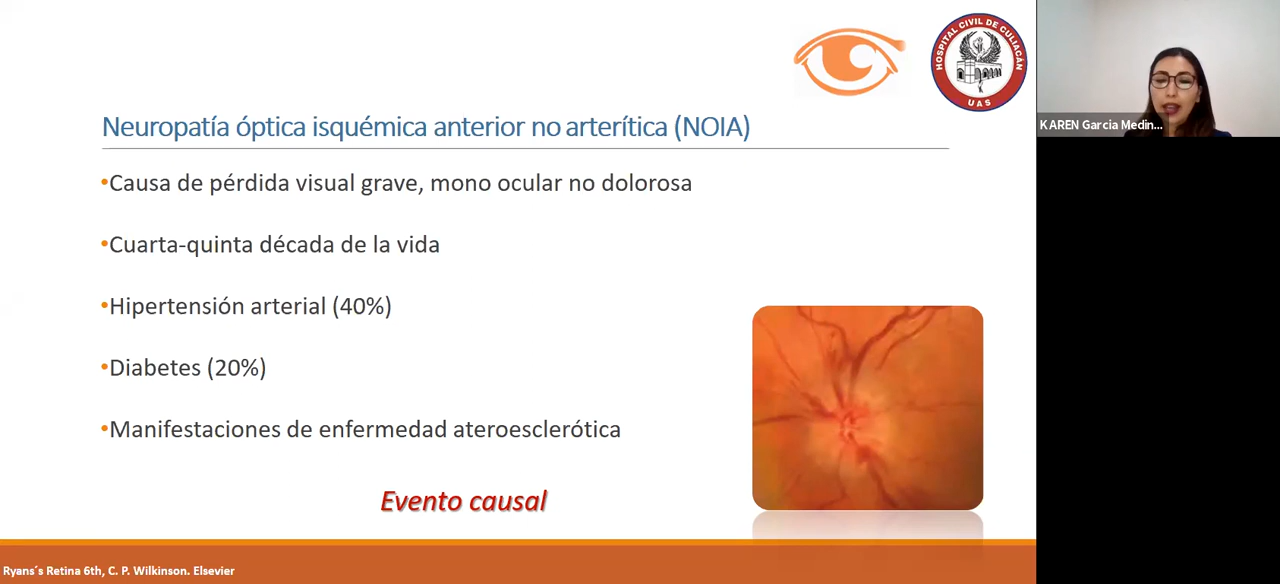 HOSPITAL CIVIL DE CULIACÁN
UAS
KAREN Garcia Medin...
Neuropatía óptica isquémica anterior no arterítica (NOIA)
•Causa de pérdida visual grave, mono ocular no dolorosa
•Cuarta-quinta década de la vida
•Hipertensión arterial (40%)
•Diabetes (20%)
•Manifestaciones de enfermedad ateroesclerótica
Evento causal
Ryans´s Retina 6th, C. P. Wilkinson. Elsevier